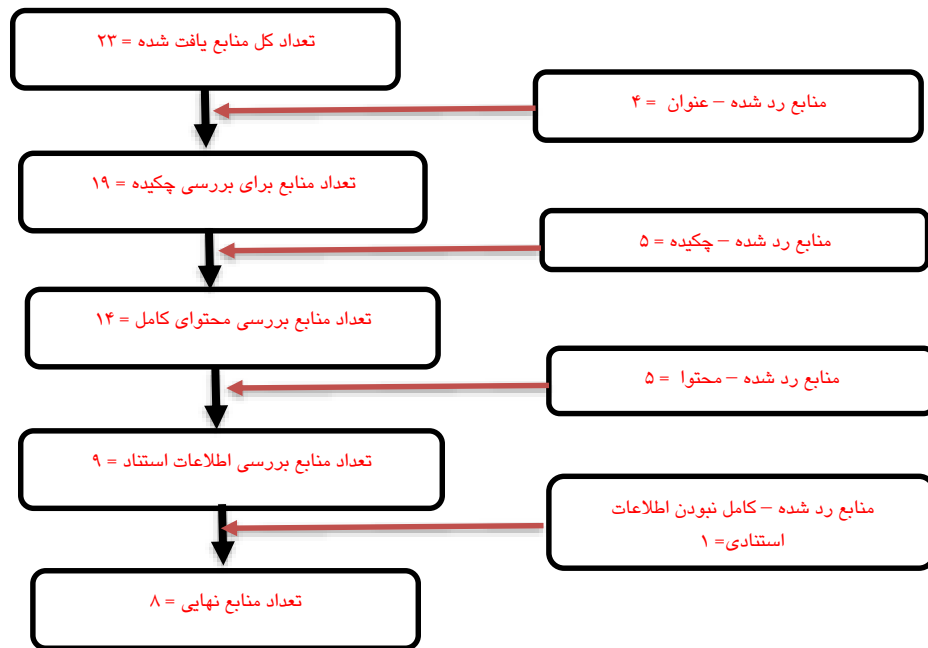 تعداد کل منابع یافت شده = ۲۳
منابع رد شده – عنوان = ۴
تعداد منابع برای بررسی چکیده = ۱۹
منابع رد شده – چکیده = ۵
تعداد منابع بررسی محتوای کامل = ۱۴
منابع رد شده – محتوا = ۵
تعداد منابع بررسی اطلاعات استناد = ۹
منابع رد شده – کامل نبودن اطلاعات
استنادی= ۱
تعداد منابع نهایی = ۸